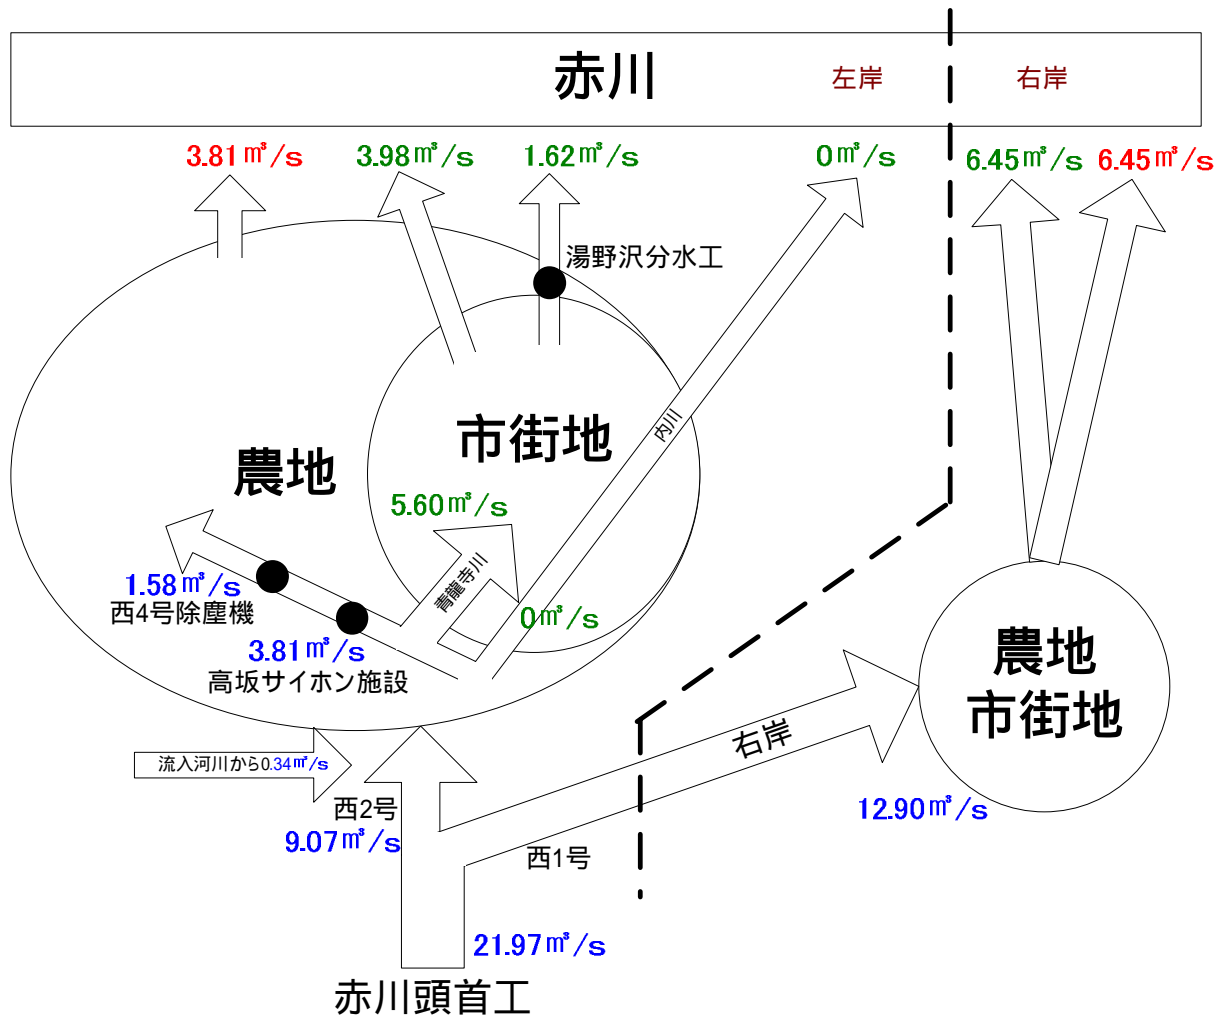 赤川
左岸
右岸
3.81㎥/s
3.98㎥/s
1.62㎥/s
0㎥/s
6.45㎥/s
6.45㎥/s
湯野沢分水工
市街地
内川
農地
5.60㎥/s
青龍寺川
1.58㎥/s
西4号除塵機
0㎥/s
3.81㎥/s
高坂サイホン施設
農地
市街地
右岸
流入河川から0.34㎥/s
西2号
9.07㎥/s
12.90㎥/s
西1号
21.97㎥/s
赤川頭首工